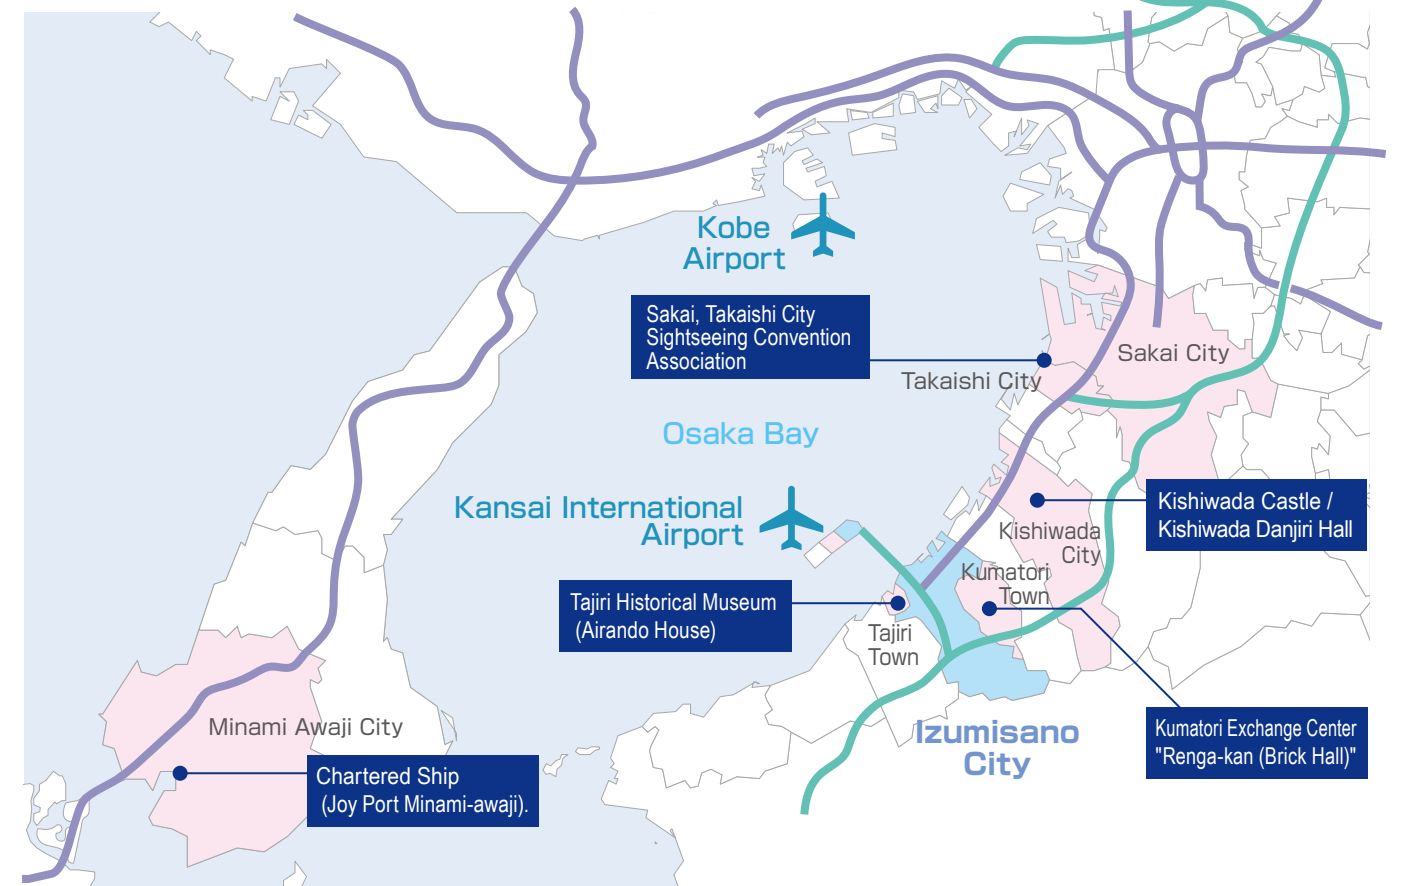 Kobe
Airport
Sakai, Takaishi City
Sightseeing Convention
Association
Sakai City
Takaishi City
Osaka Bay
Kansai International
Airport
Kishiwada Castle /
Kishiwada Danjiri Hall
Kishiwada
City
Kumatori
Town
Tajiri Historical Museum
(Airando House)
Tajiri
Town
Minami Awaji City
Izumisano
City
Kumatori Exchange Center
"Renga-kan (Brick Hall)"
Chartered Ship
(Joy Port Minami-awaji).